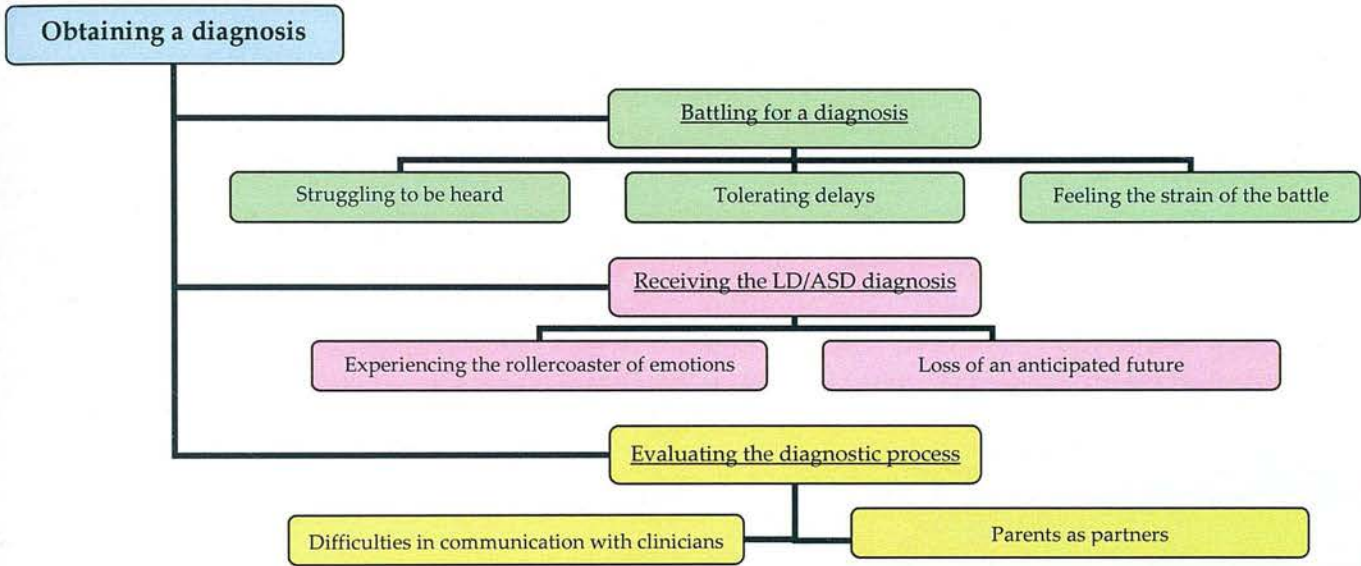 Obtaining a diagnosis
Battling for a diagnosis
Struggling to be heard
Tolerating delays
Feeling the strain of the battle
Receiving the LD/ASD diagnosis
Experiencing the rollercoaster of emotions
Loss of an anticipated future
Evaluating the diagnostic process
Difficulties in communication with clinicians
Parents as partners